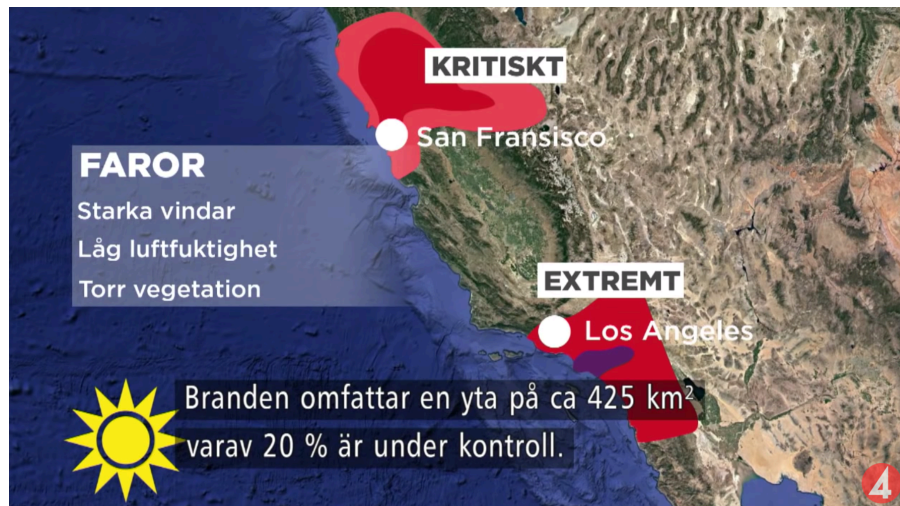 KRITISKT
San Fransisco
FAROR
Starka vindar
Låg luftfuktighet
Torr vegetation
EXTREMT
Los Angeles
Branden omfattar en yta på ca 425 km²
varav 20 % är under kontroll.
4